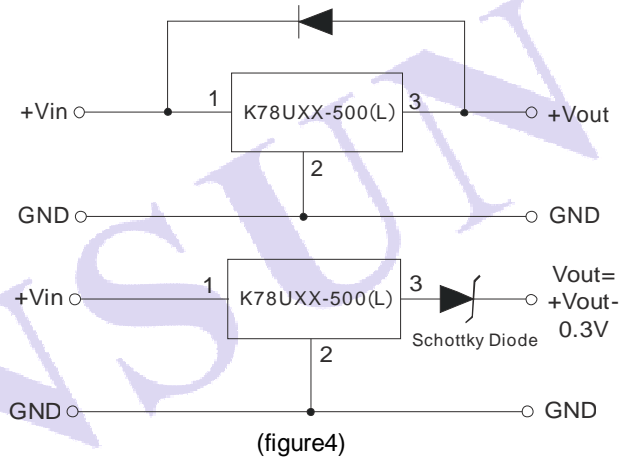 +Vin 1 K78UXX-500(L) 3 +Vout
2
GND GND
+Vin 1 K78UXX-500(L) 3 Vout=
+Vout-
0.3V
Schottky Diode
2
GND GND
(figure4)